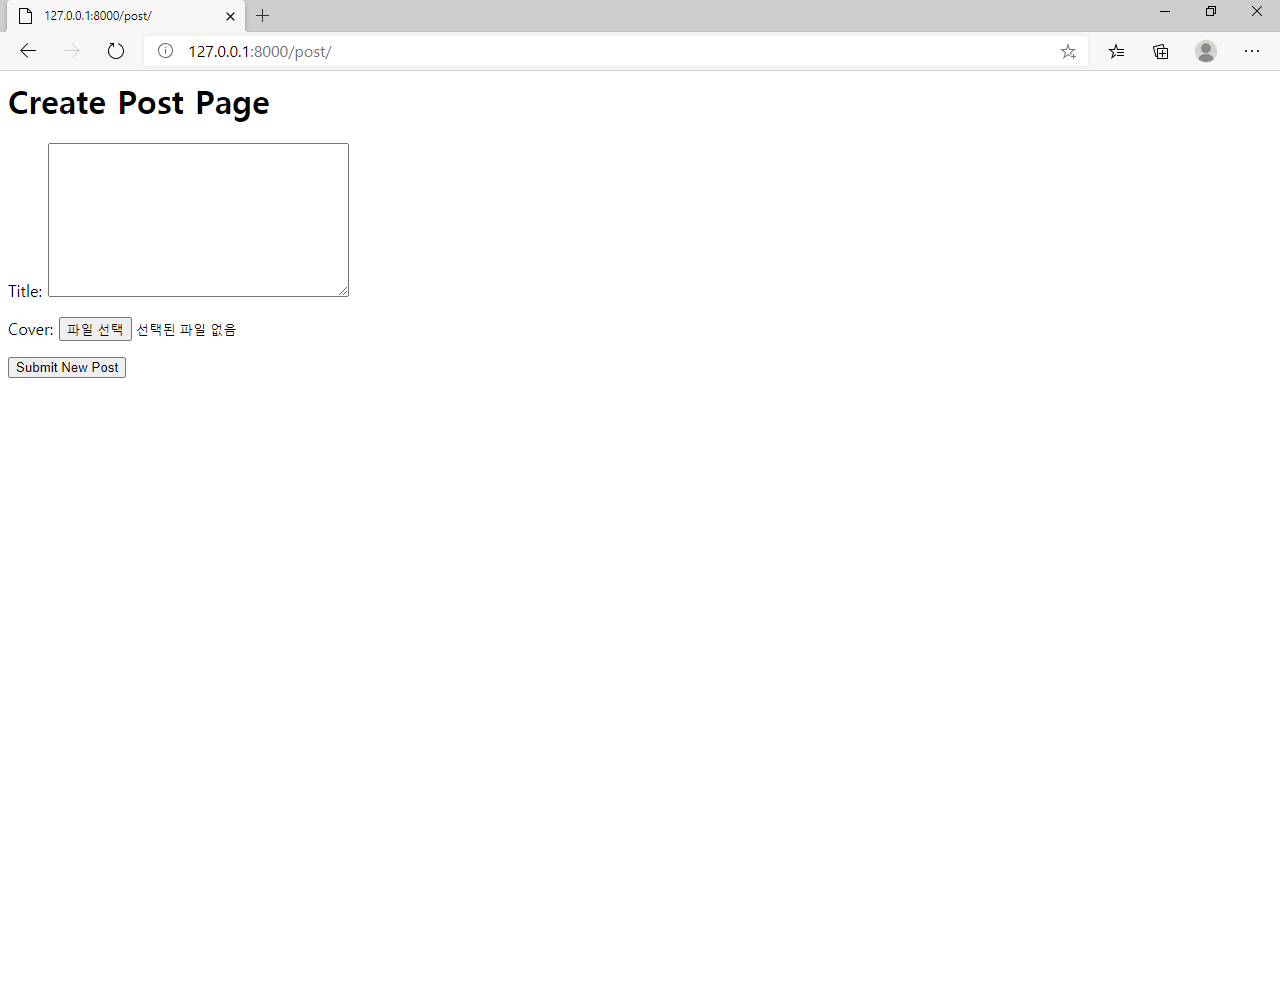 127.0.0.1:8000/post/
127.0.0.1:8000/post/
Create Post Page
Title:
Cover: 파일 선택 선택된 파일 없음
Submit New Post